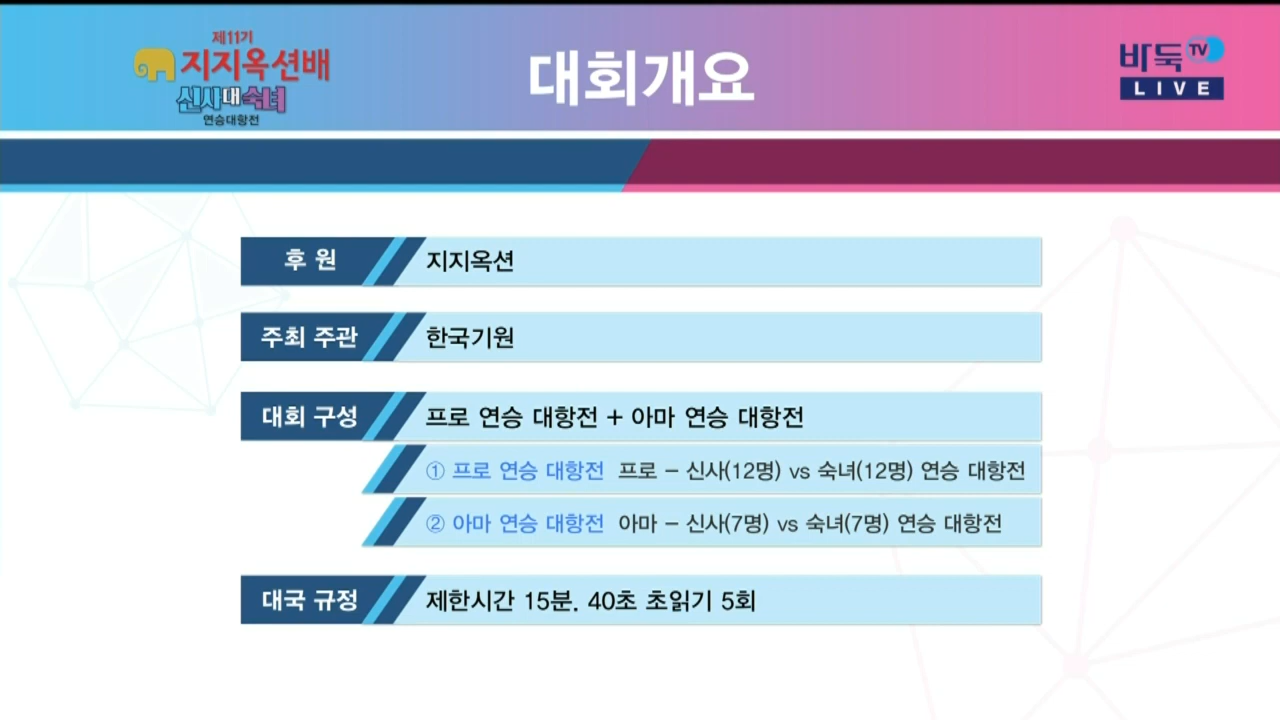 제11기
지지옥션배
신사대숙녀
연승대항전
대회개요
바둑TV
LIVE
후 원 지지옥션
주최 주관 한국기원
대회 구성 프로 연승 대항전 + 아마 연승 대항전
① 프로 연승 대항전 프로 – 신사(12명) vs 숙녀(12명) 연승 대항전
② 아마 연승 대항전 아마 – 신사(7명) vs 숙녀(7명) 연승 대항전
대국 규정 제한시간 15분. 40초 초읽기 5회